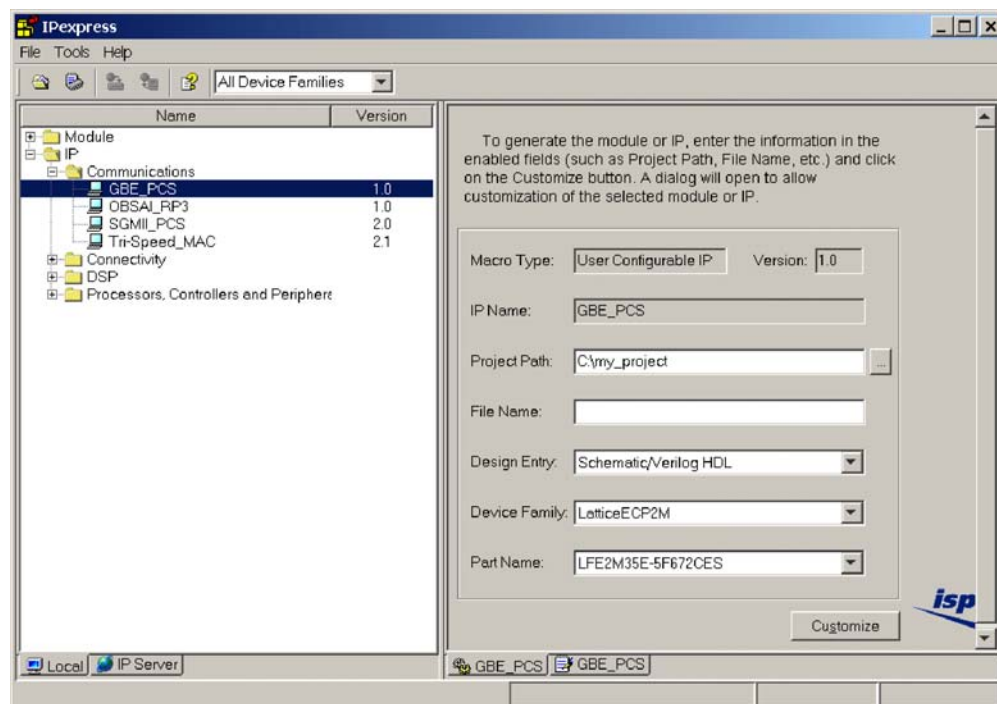 IPexpress
File Tools Help
All Device Families
Name Version
Module
IP
Communications
GBE_PCS 1.0
OBSAI_RP3 1.0
SGMII_PCS 2.0
Tri-Speed_MAC 2.1
Connectivity
DSP
Processors, Controllers and Periphera
To generate the module or IP, enter the information in the
enabled fields (such as Project Path, File Name, etc.) and click
on the Customize button. A dialog will open to allow
customization of the selected module or IP.
Macro Type: User Configurable IP Version: 1.0
IP Name: GBE_PCS
Project Path: C:\my_project ...
File Name:
Design Entry: Schematic/Verilog HDL
Device Family: LatticeECP2M
Part Name: LFE2M35E-5F672CES
isp
Customize
Local IP Server
GBE_PCS GBE_PCS